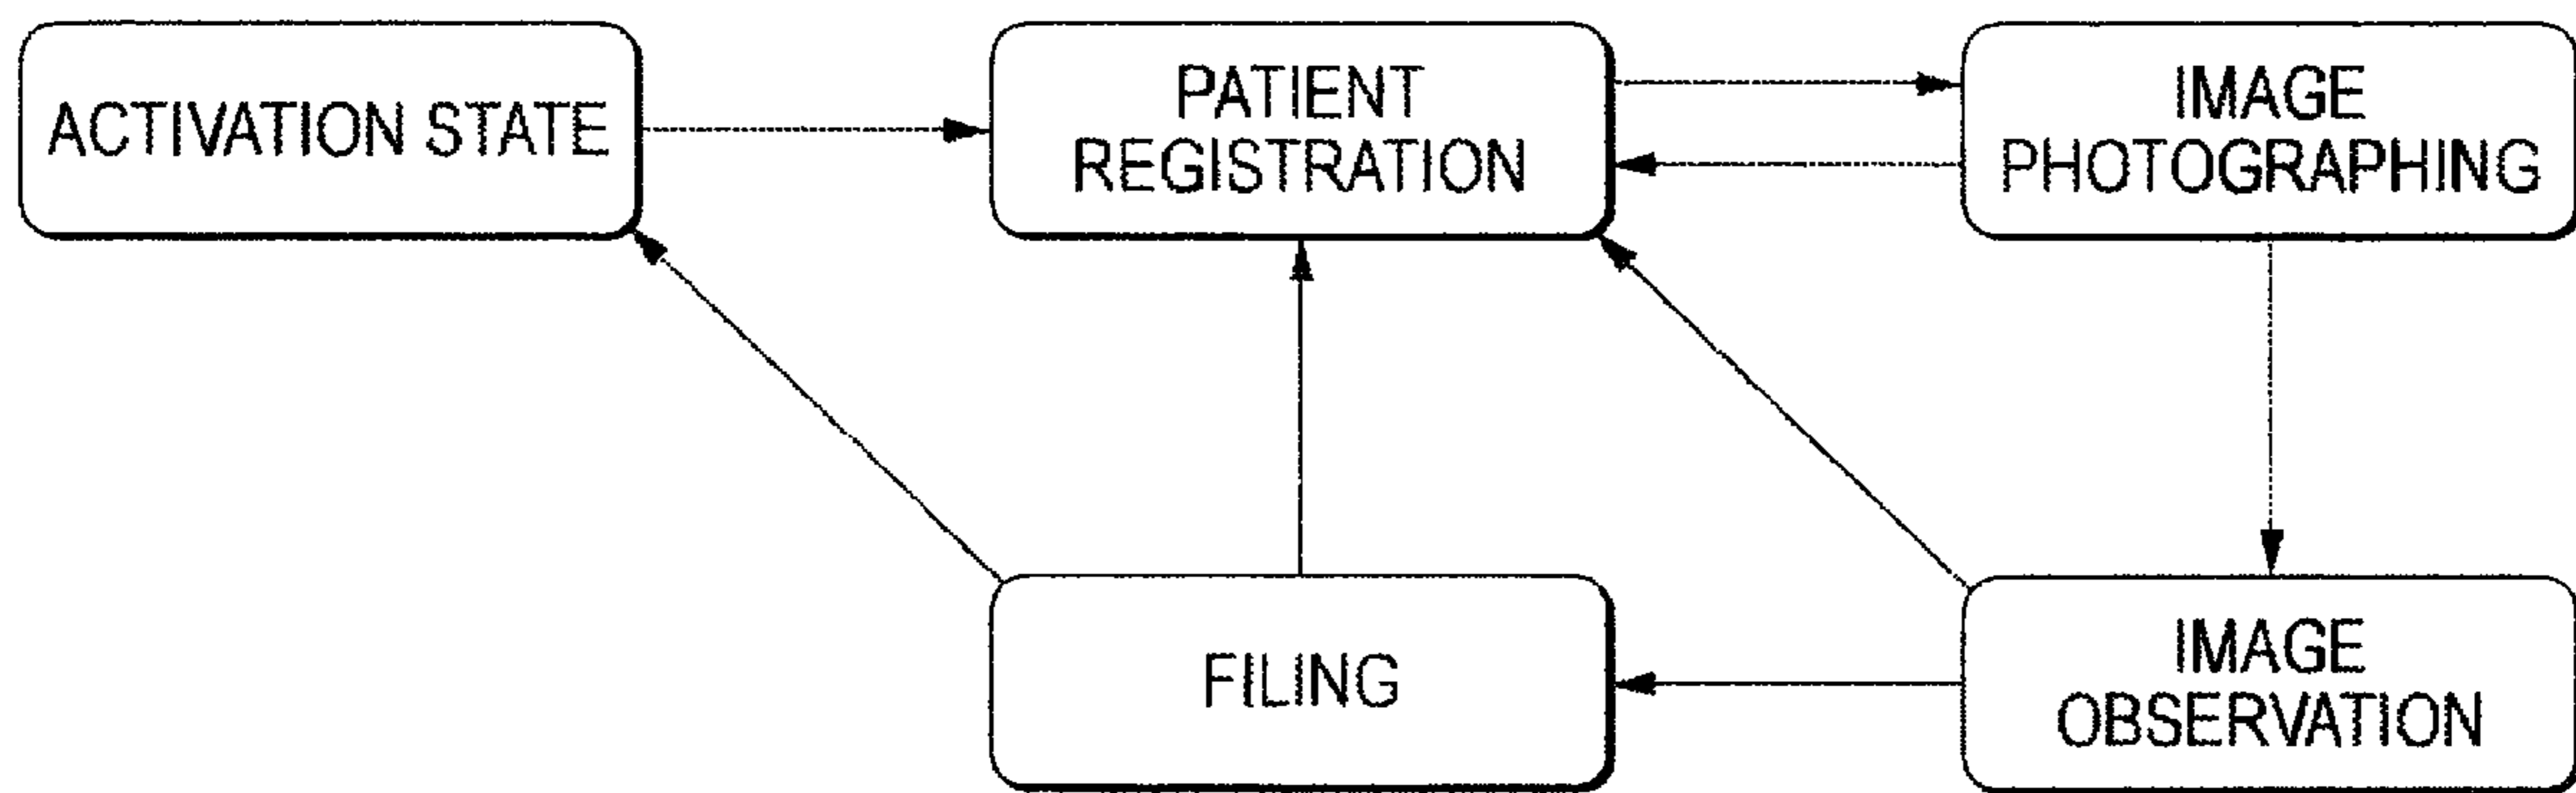 ACTIVATION STATE
PATIENT
REGISTRATION
IMAGE
PHOTOGRAPHING
FILING
IMAGE
OBSERVATION